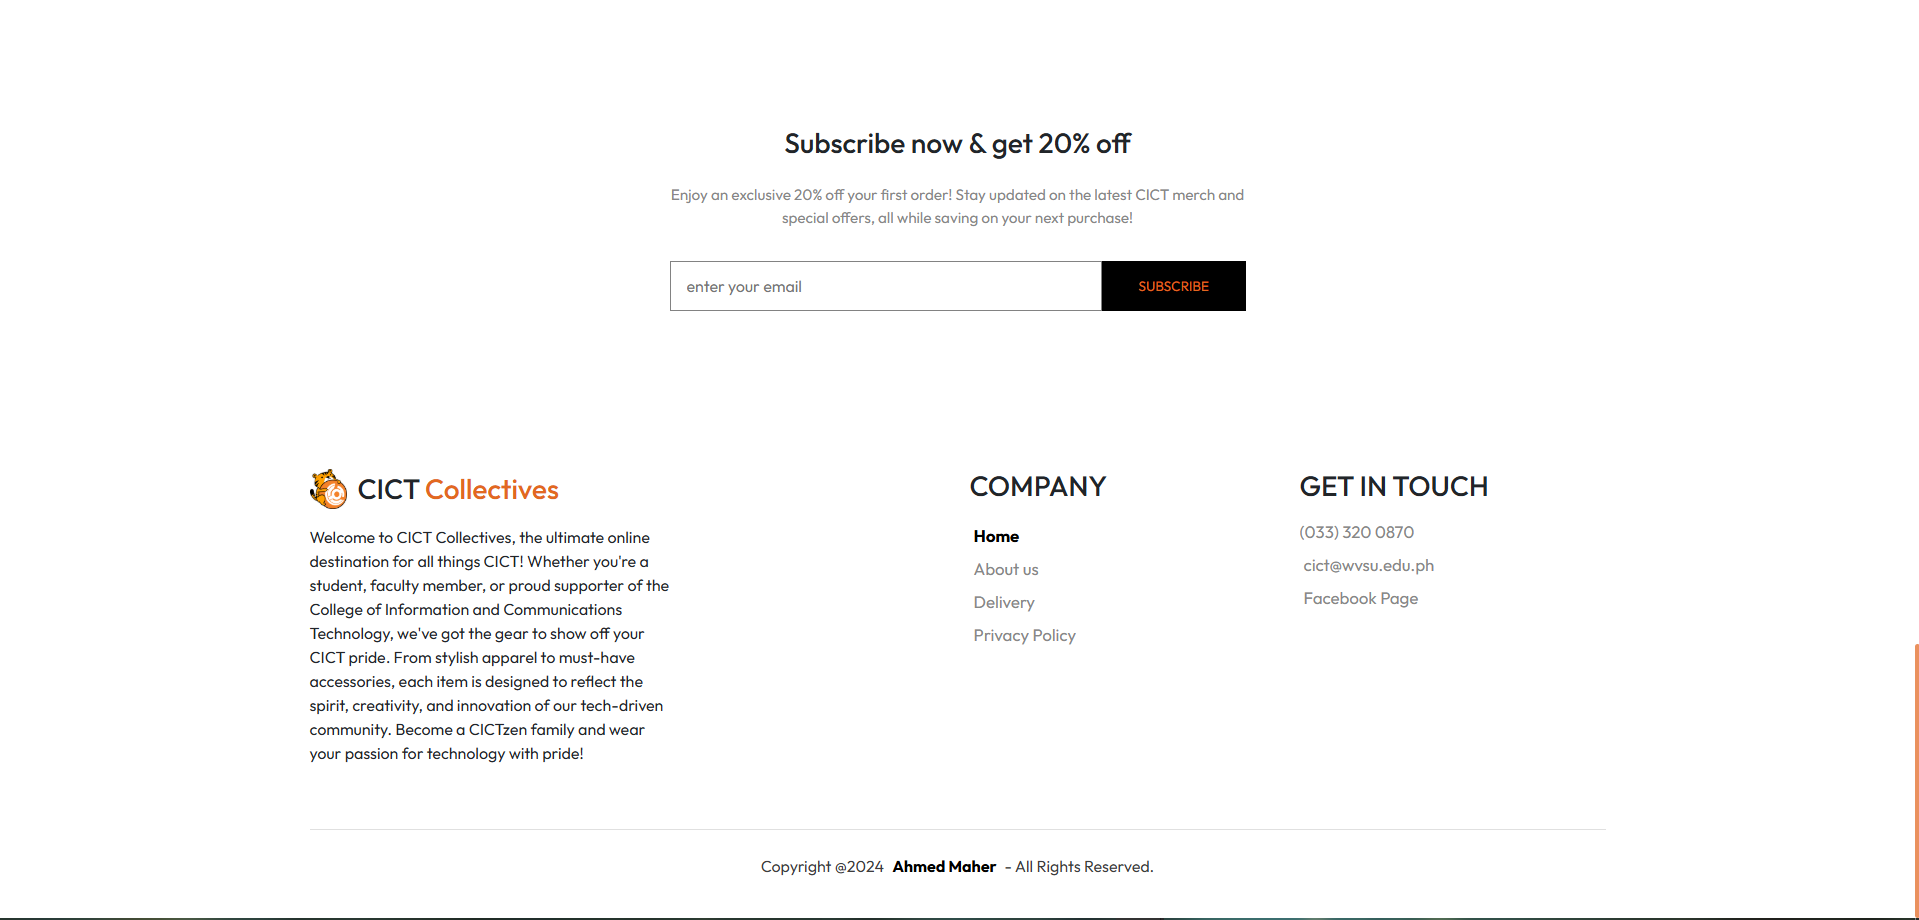 Subscribe now & get 20% off
Enjoy an exclusive 20% off your first order! Stay updated on the latest CICT merch and
special offers, all while saving on your next purchase!
enter your email
SUBSCRIBE
CICT Collectives
Welcome to CICT Collectives, the ultimate online
destination for all things CICT! Whether you're a
student, faculty member, or proud supporter of the
College of Information and Communications
Technology, we've got the gear to show off your
CICT pride. From stylish apparel to must-have
accessories, each item is designed to reflect the
spirit, creativity, and innovation of our tech-driven
community. Become a CICTzen family and wear
your passion for technology with pride!
COMPANY
Home
About us
Delivery
Privacy Policy
GET IN TOUCH
(033) 320 0870
cict@wvsu.edu.ph
Facebook Page
Copyright @2024 Ahmed Maher - All Rights Reserved.